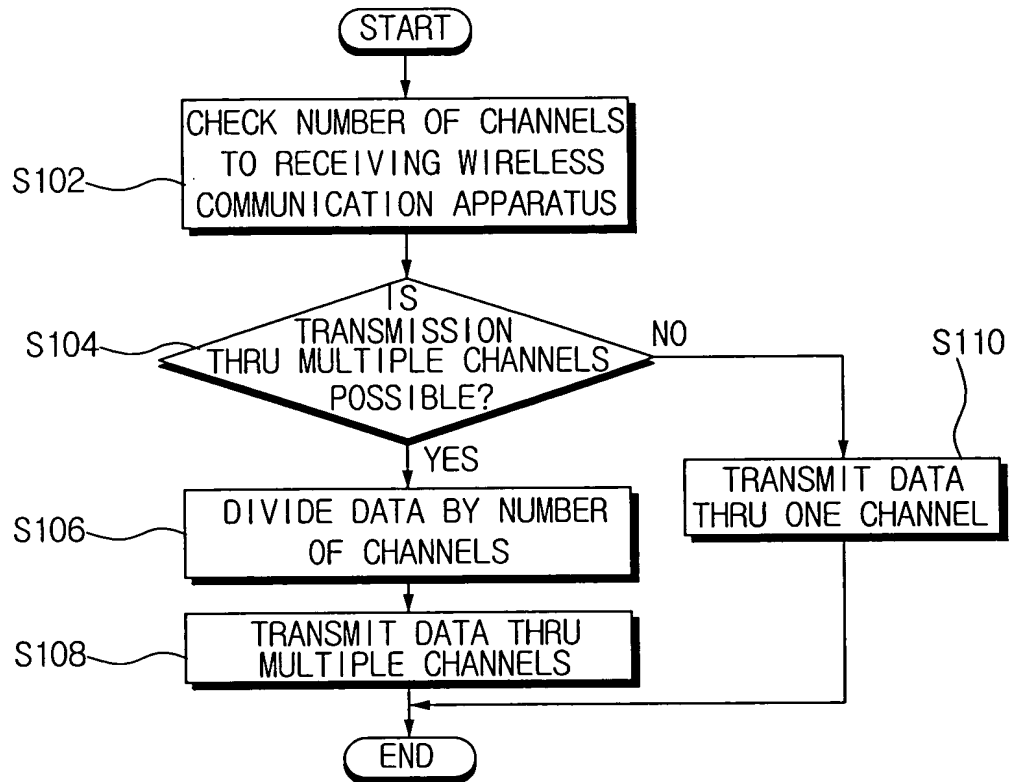 START
CHECK NUMBER OF CHANNELS
TO RECEIVING WIRELESS
COMMUNICATION APPARATUS
S102
IS
TRANSMISSION
THRU MULTIPLE CHANNELS
POSSIBLE?
S104
NO
S110
YES
TRANSMIT DATA
THRU ONE CHANNEL
DIVIDE DATA BY NUMBER
OF CHANNELS
S106
TRANSMIT DATA THRU
MULTIPLE CHANNELS
S108
END